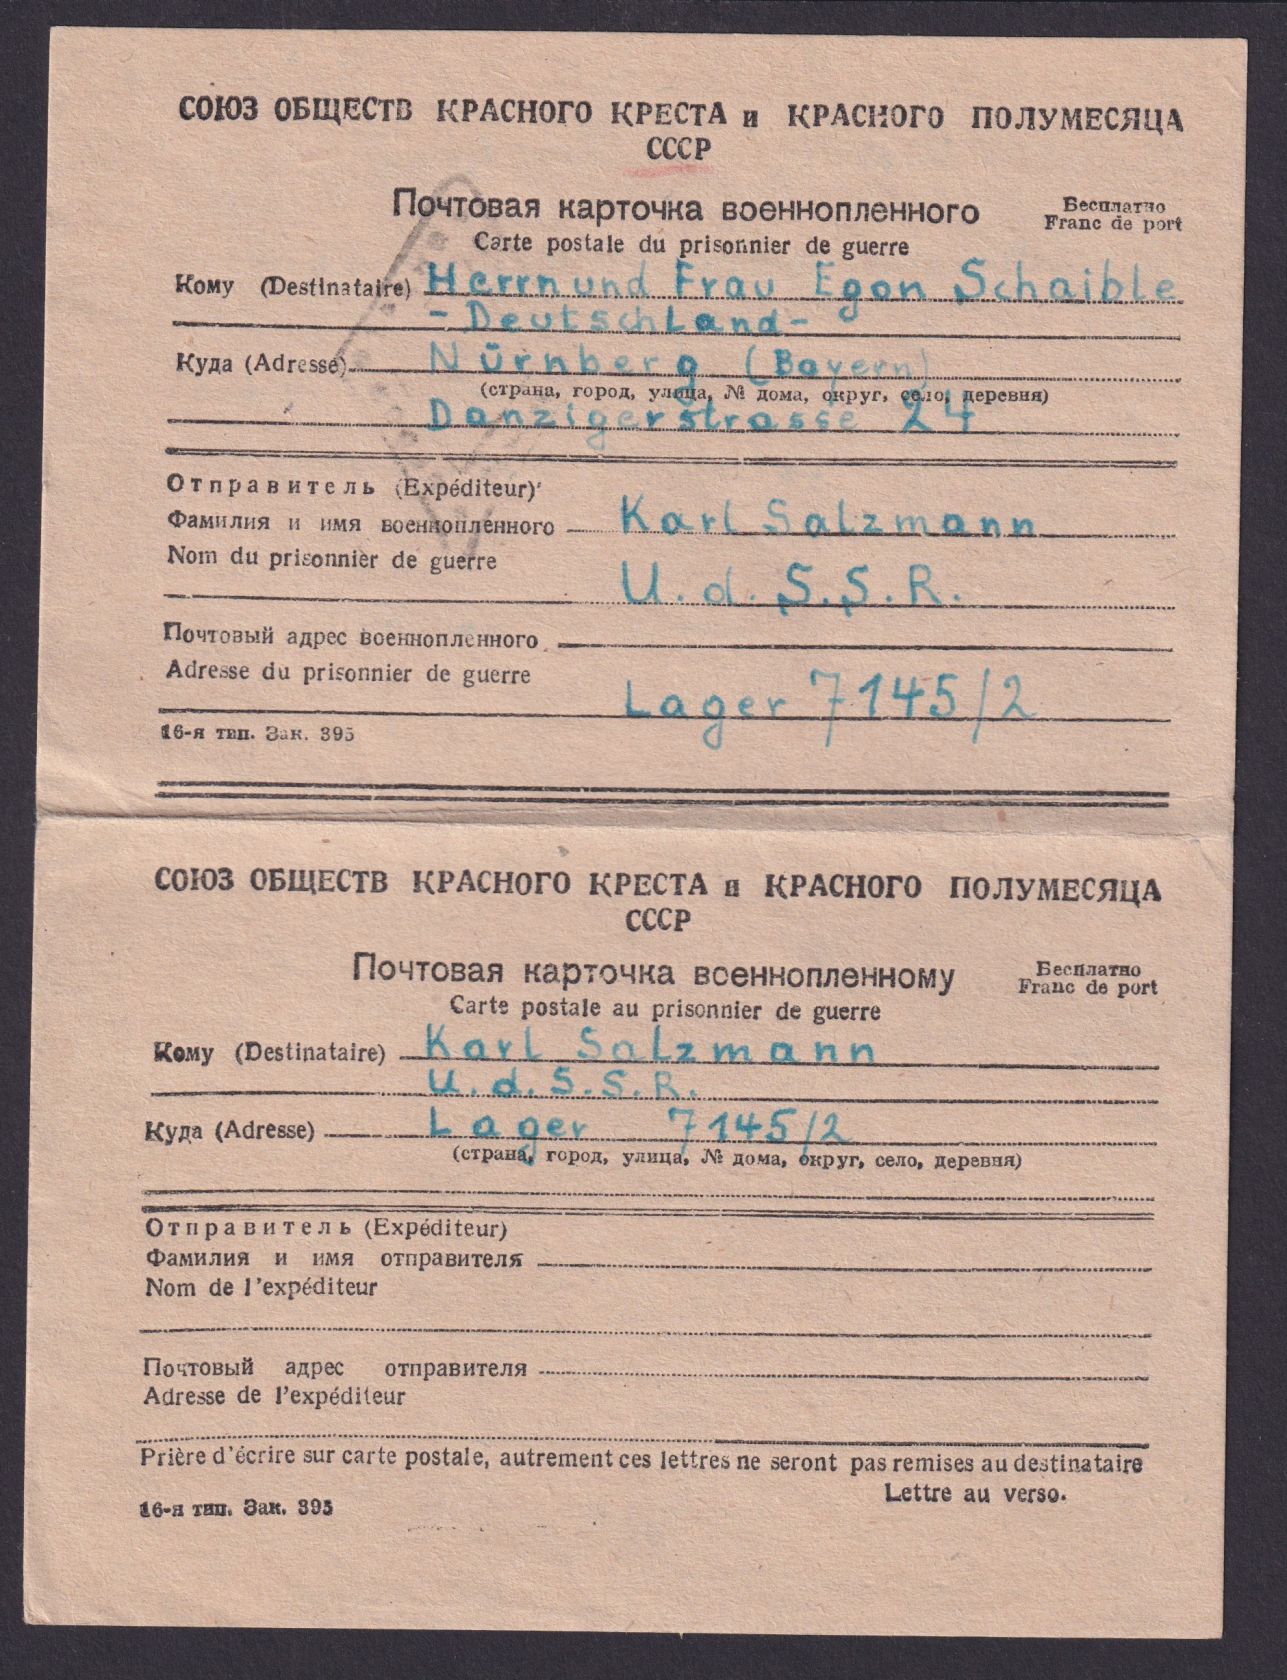 СОЮЗ ОБЩЕСТВ КРАСНОГО КРЕСТА и КРАСНОГО ПОЛУМЕСЯЦА
СССР
Почтовая карточка военнопленного
Бесплатно
Franc de port
Carte postale du prisonnier de guerre
Кому (Destinataire) Herrn und Frau Egon Schaible
- Deutschland -
Куда (Adresse) Nürnberg (Bayern)
(страна, город, улица, № дома, округ, село, деревня)
Danzigerstrasse 24
Отправитель (Expéditeur)
Фамилия и имя военнопленного Karl Salzmann
Nom du prisonnier de guerre
U.d.S.S.R.
Почтовый адрес военнопленного
Adresse du prisonnier de guerre
Lager 7145/2
16-я тип. Зак. 395
СОЮЗ ОБЩЕСТВ КРАСНОГО КРЕСТА и КРАСНОГО ПОЛУМЕСЯЦА
СССР
Почтовая карточка военнопленному
Бесплатно
Franc de port
Carte postale au prisonnier de guerre
Кому (Destinataire) Karl Salzmann
U.d.S.S.R.
Куда (Adresse) Lager 7145/2
(страна, город, улица, № дома, округ, село, деревня)
Отправитель (Expéditeur)
Фамилия и имя отправителя
Nom de l'expéditeur
Почтовый адрес отправителя
Adresse de l'expéditeur
Prière d'écrire sur carte postale, autrement ces lettres ne seront pas remises au destinataire
Lettre au verso.
16-я тип. Зак. 395